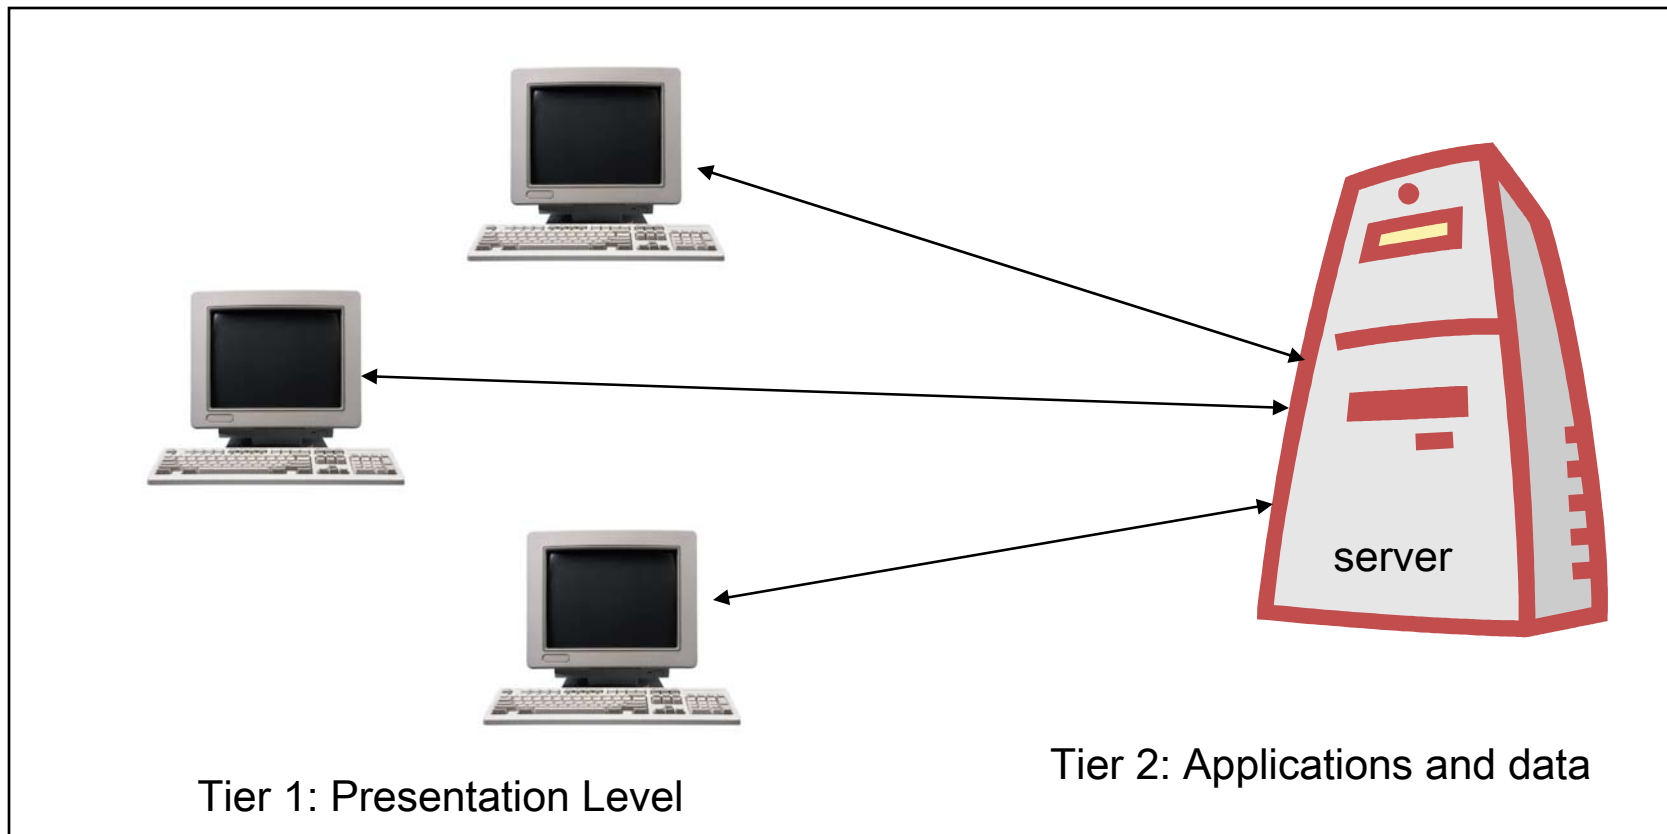 server
Tier 2: Applications and data
Tier 1: Presentation Level